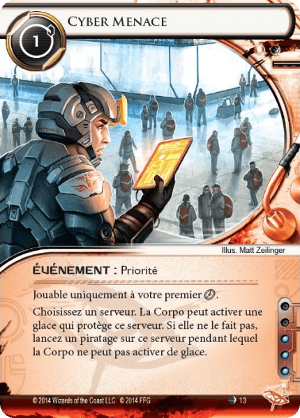 CYBER MENACE
1
Illus. Matt Zeilinger
ÉVÉNEMENT : Priorité
Jouable uniquement à votre premier .
Choisissez un serveur. La Corpo peut activer une
glace qui protège ce serveur. Si elle ne le fait pas,
lancez un piratage sur ce serveur pendant lequel
la Corpo ne peut pas activer de glace.
© 2014 Wizards of the Coast LLC © 2014 FFG
13